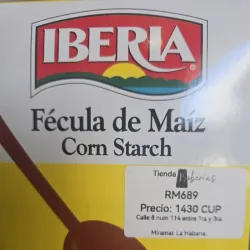 IBERIA
Fécula de Maíz
Corn Starch
Tienda
RM689
Precio: 1430 CUP
Calle 8 num 114 entre 1ra y 3ra.
Miramar. La Habana.